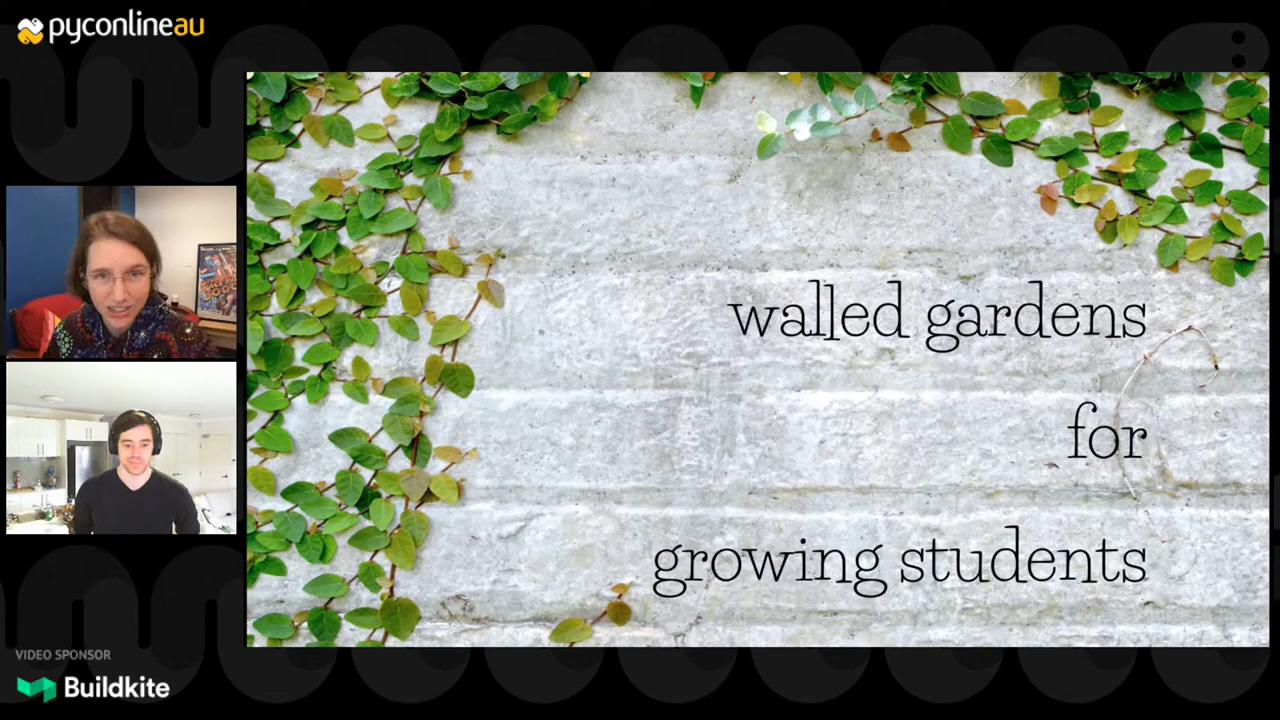 pyconlineau
walled gardens
for
growing students
VIDEO SPONSOR
Buildkite